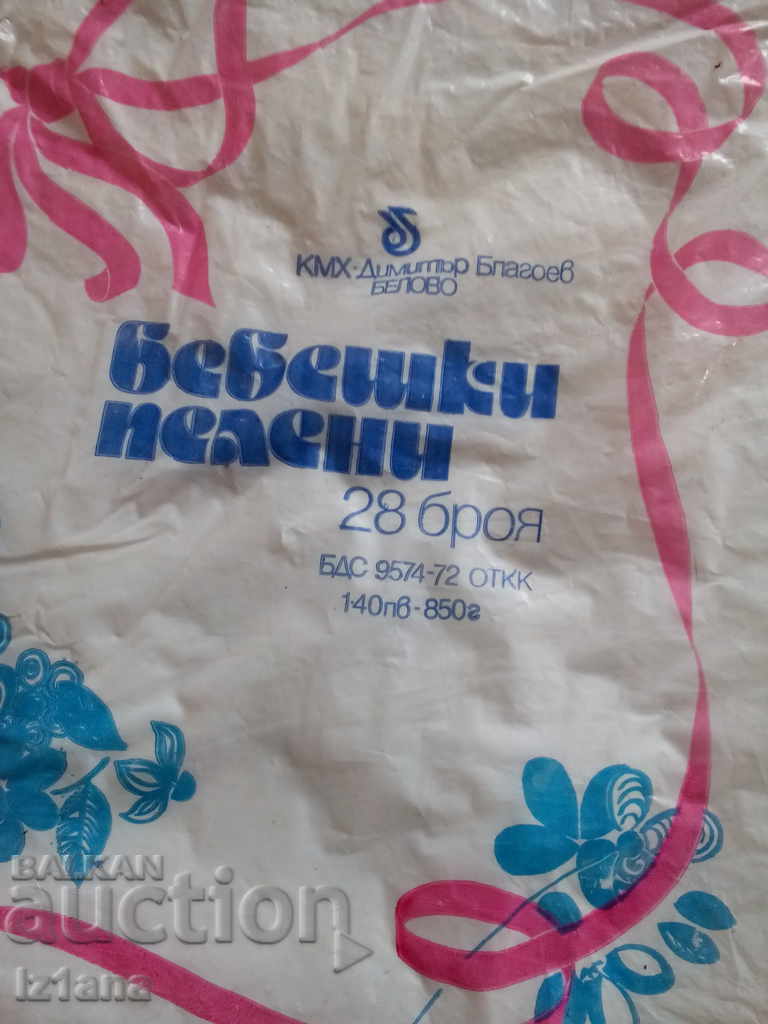 КМХ-Димитър Благоев
БЕЛОВО
бебешки
пелени
28 броя
БДС 9574-72 ОТКК
1·40лв-850г
BALKAN
auction
Iz1ana